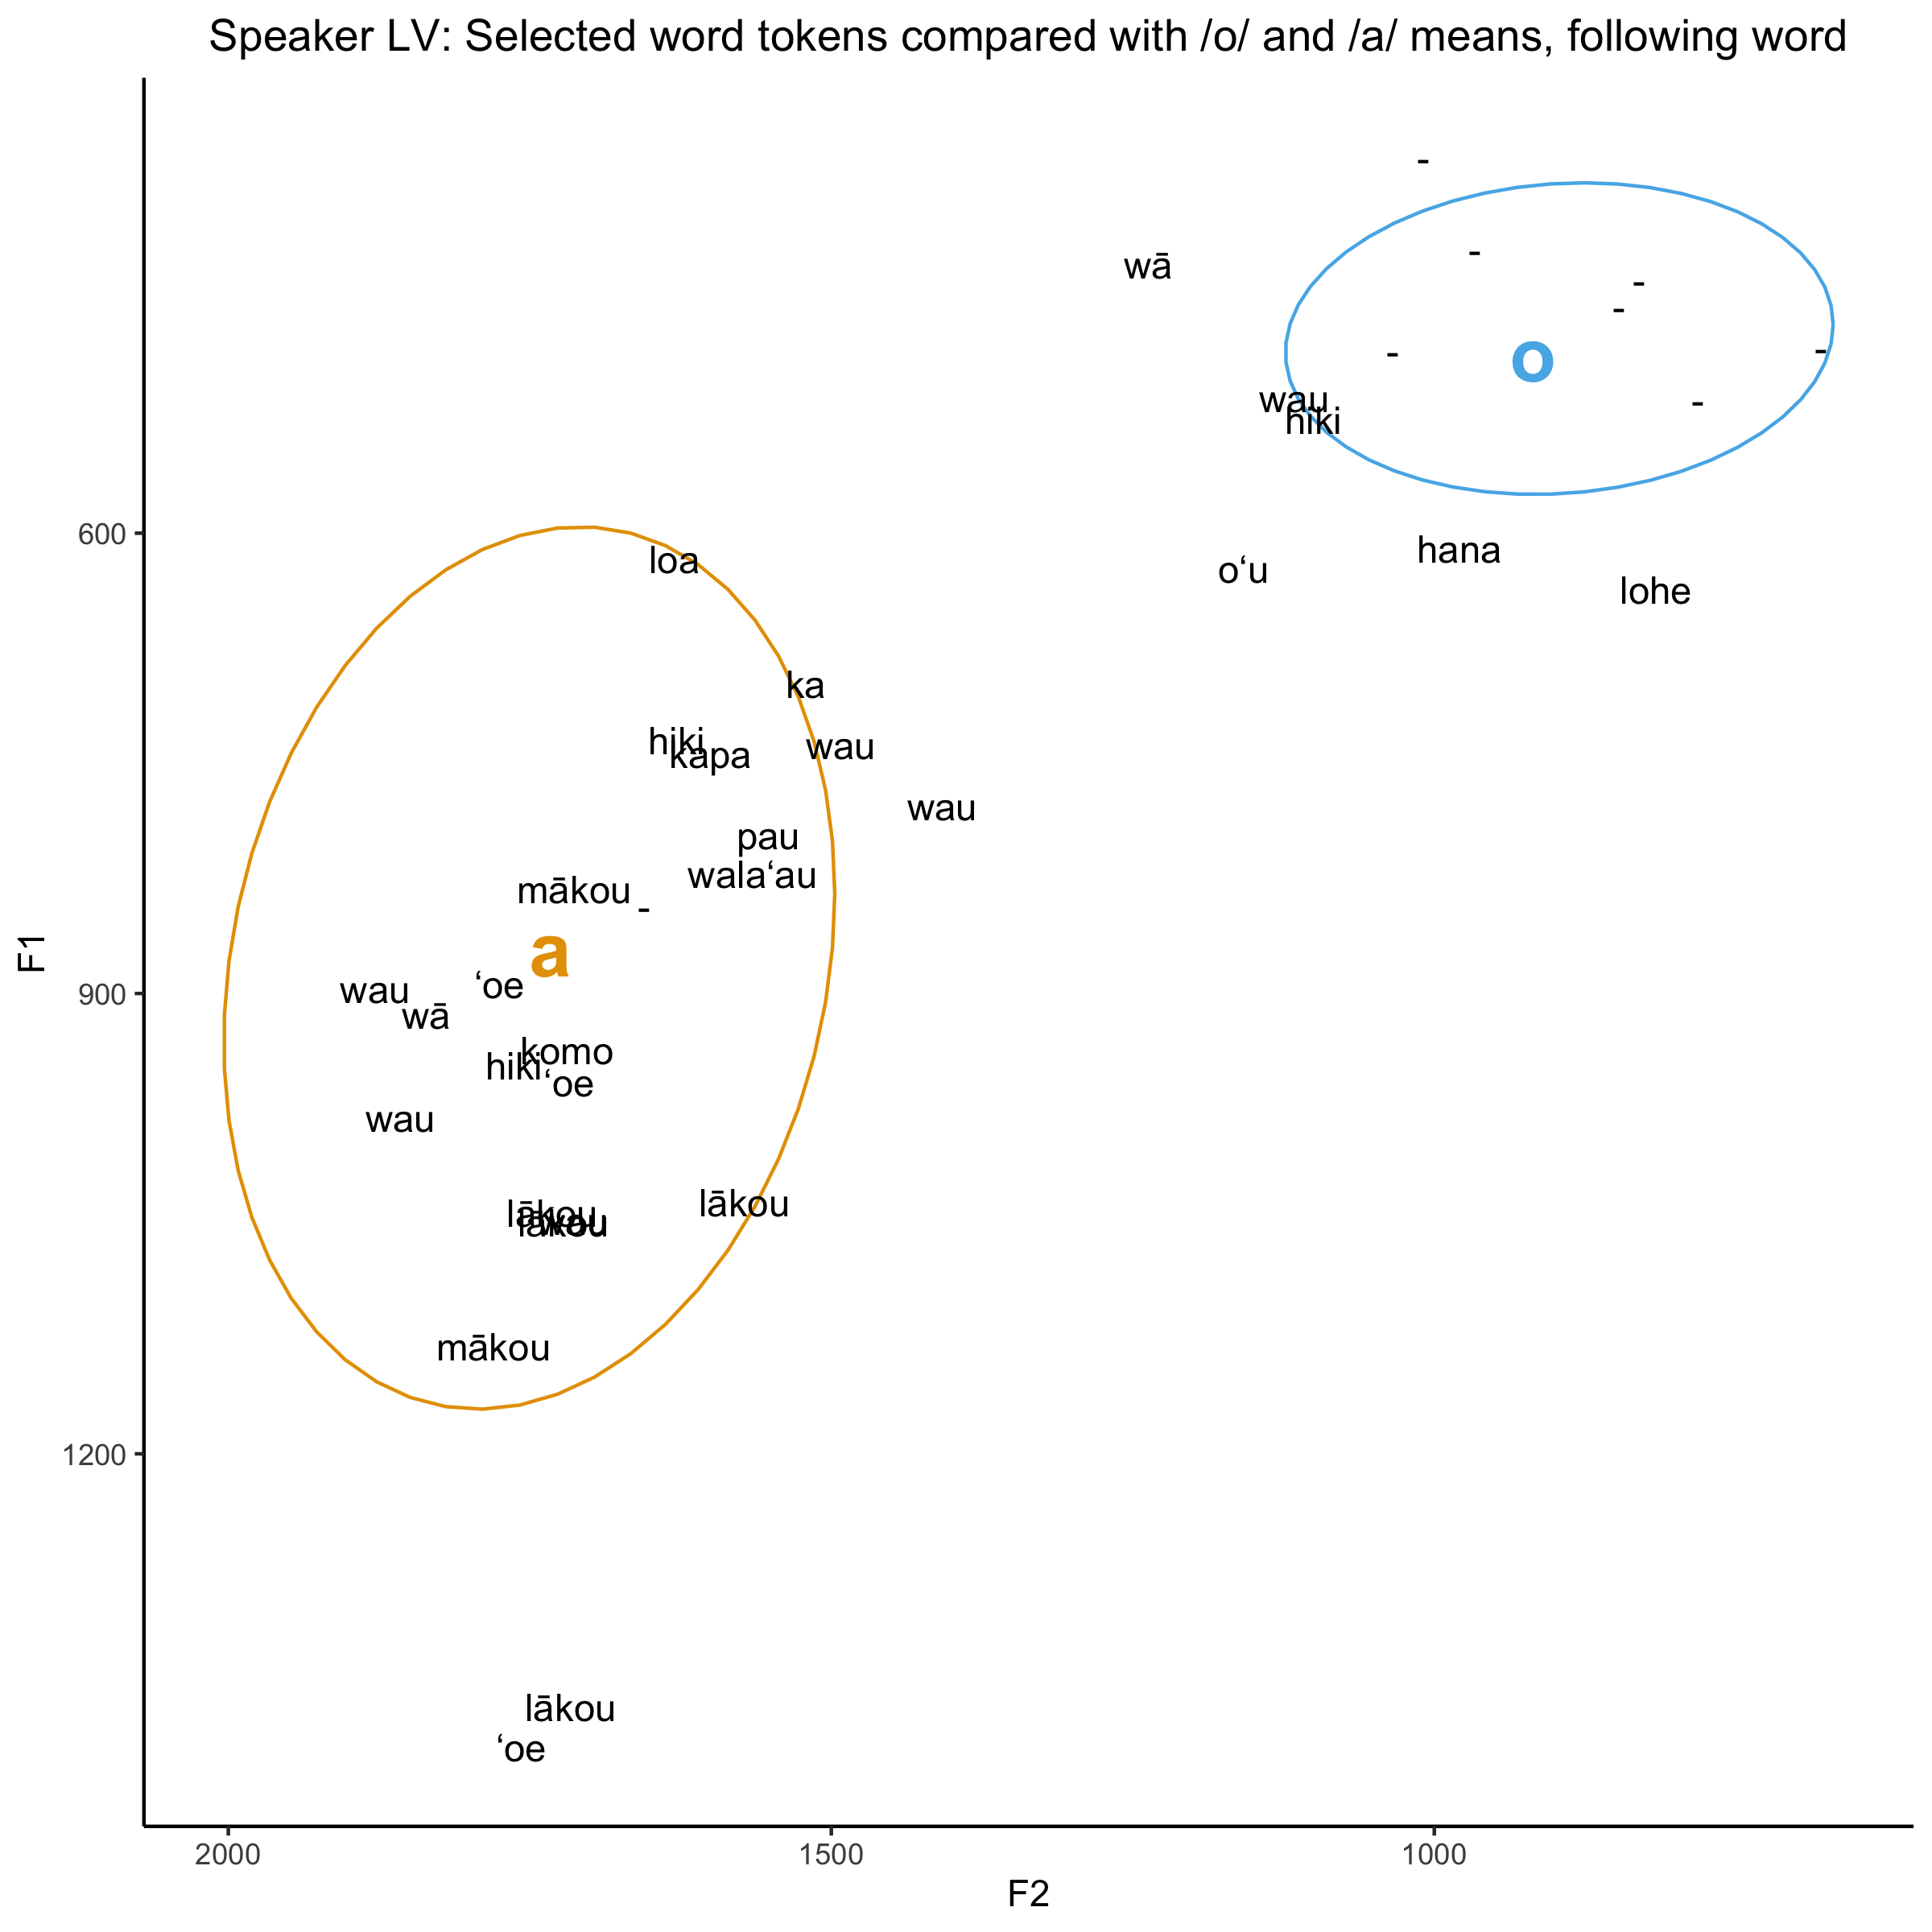 Speaker LV: Selected word tokens compared with /o/ and /a/ means, following word
-
-
wā
-
-
-
-
o
wau
-
hiki
600
hana
loa
oʻu
lohe
ka
hiki
wau
kapa
wau
pau
walaʻau
mākou
-
a
F1
ʻoe
wau
900
wā
komo
hiki
ʻoe
wau
lākou
lākou
wau
lākou
mākou
1200
lākou
ʻoe
2000
1500
1000
F2